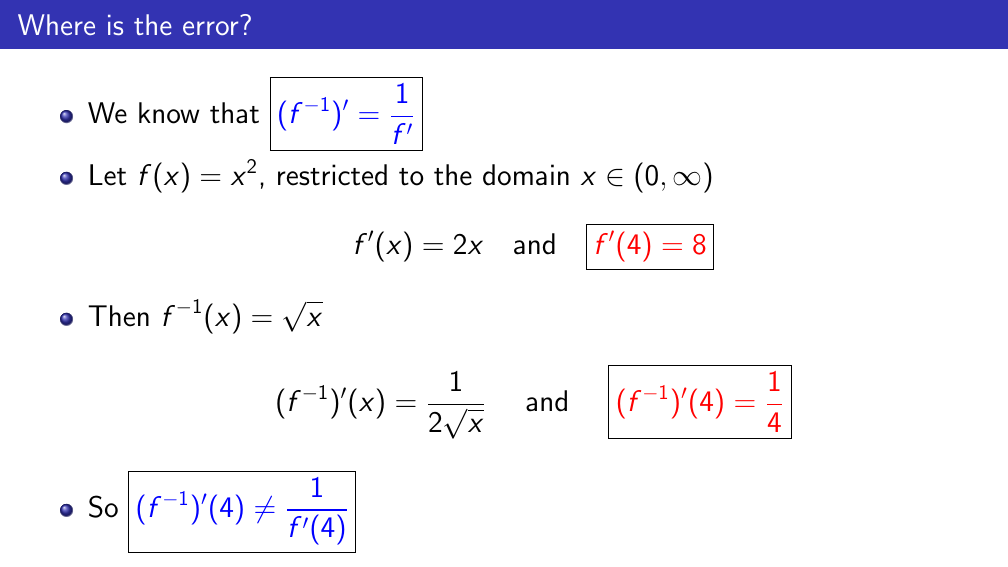 Where is the error?
We know that (f⁻¹)′ = 1/f′
Let f(x) = x², restricted to the domain x ∈ (0, ∞)
f′(x) = 2x and f′(4) = 8
Then f⁻¹(x) = √x
(f⁻¹)′(x) = 1/(2√x) and (f⁻¹)′(4) = 1/4
So (f⁻¹)′(4) ≠ 1/f′(4)